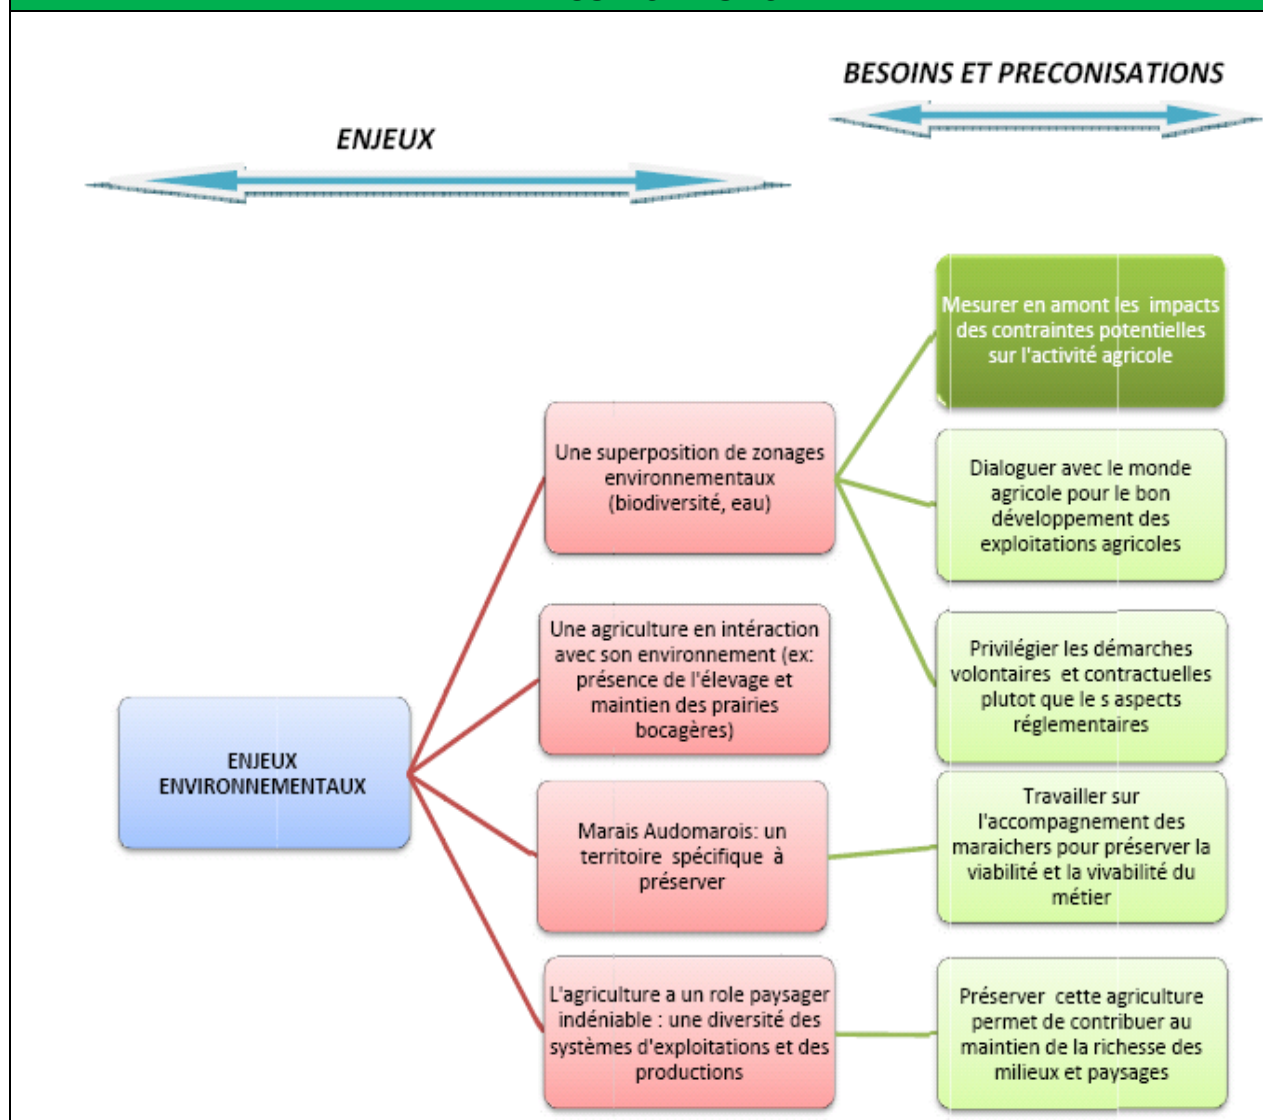 BESOINS ET PRECONISATIONS
ENJEUX
Mesurer en amont les impacts
des contraintes potentielles
sur l'activité agricole
Une superposition de zonages
environnementaux
(biodiversité, eau)
Dialoguer avec le monde
agricole pour le bon
développement des
exploitations agricoles
Une agriculture en intéraction
avec son environnement (ex:
présence de l'élevage et
maintien des prairies
bocagères)
Privilégier les démarches
volontaires et contractuelles
plutot que le s aspects
réglementaires
ENJEUX
ENVIRONNEMENTAUX
Marais Audomarois: un
territoire spécifique à
préserver
Travailler sur
l'accompagnement des
maraichers pour préserver la
viabilité et la vivabilité du
métier
L'agriculture a un role paysager
indéniable : une diversité des
systèmes d'exploitations et des
productions
Préserver cette agriculture
permet de contribuer au
maintien de la richesse des
milieux et paysages